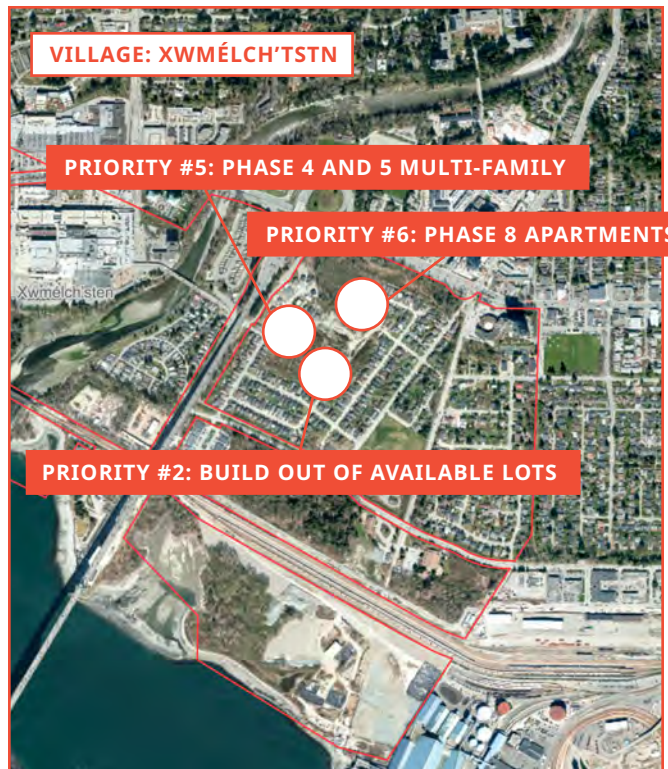 VILLAGE: XWMÉLCH’TSTN
PRIORITY #5: PHASE 4 AND 5 MULTI-FAMILY
PRIORITY #6: PHASE 8 APARTMENTS
Xwmélch'sten
PRIORITY #2: BUILD OUT OF AVAILABLE LOTS